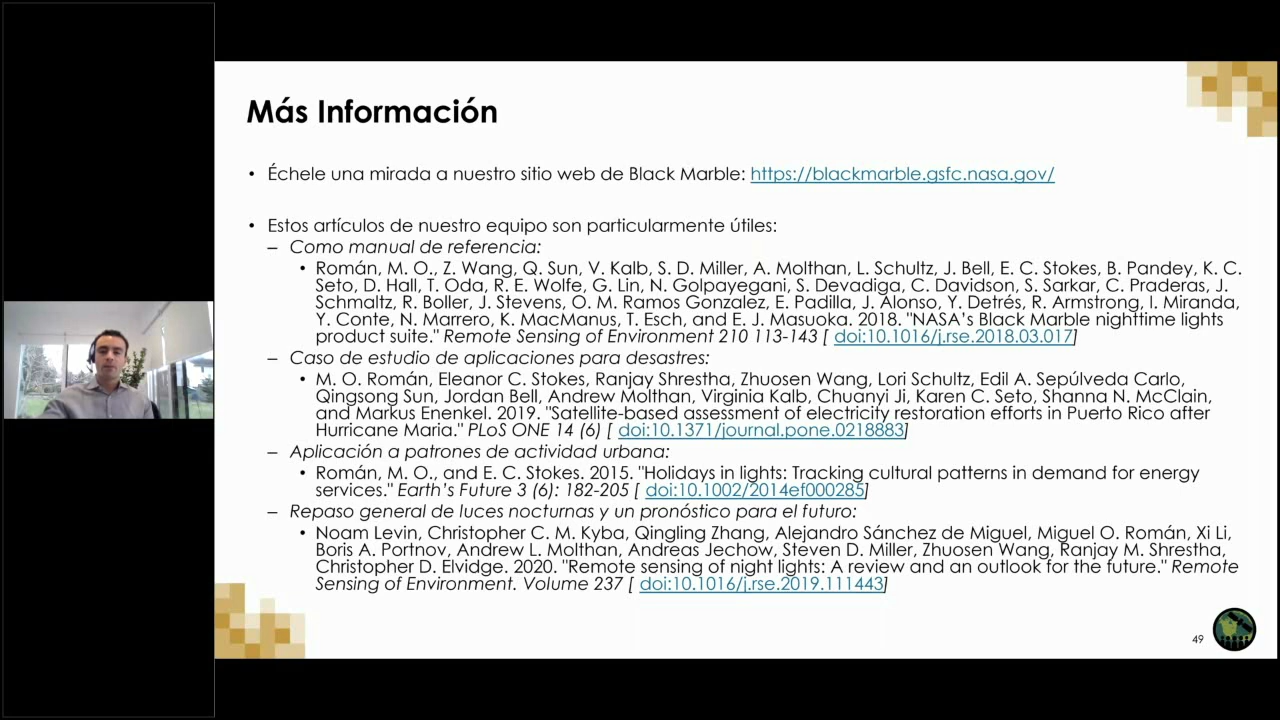 Más Información
• Échele una mirada a nuestro sitio web de Black Marble: https://blackmarble.gsfc.nasa.gov/
• Estos artículos de nuestro equipo son particularmente útiles:
– Como manual de referencia:
• Román, M. O., Z. Wang, Q. Sun, V. Kalb, S. D. Miller, A. Molthan, L. Schultz, J. Bell, E. C. Stokes, B. Pandey, K. C.
Seto, D. Hall, T. Oda, R. E. Wolfe, G. Lin, N. Golpayegani, S. Devadiga, C. Davidson, S. Sarkar, C. Praderas, J.
Schmaltz, R. Boller, J. Stevens, O. M. Ramos Gonzalez, E. Padilla, J. Alonso, Y. Detrés, R. Armstrong, I. Miranda,
Y. Conte, N. Marrero, K. MacManus, T. Esch, and E. J. Masuoka. 2018. "NASA's Black Marble nighttime lights
product suite." Remote Sensing of Environment 210 113-143 [ doi:10.1016/j.rse.2018.03.017]
– Caso de estudio de aplicaciones para desastres:
• M. O. Román, Eleanor C. Stokes, Ranjay Shrestha, Zhuosen Wang, Lori Schultz, Edil A. Sepúlveda Carlo,
Qingsong Sun, Jordan Bell, Andrew Molthan, Virginia Kalb, Chuanyi Ji, Karen C. Seto, Shanna N. McClain,
and Markus Enenkel. 2019. "Satellite-based assessment of electricity restoration efforts in Puerto Rico after
Hurricane Maria." PLoS ONE 14 (6) [ doi:10.1371/journal.pone.0218883]
– Aplicación a patrones de actividad urbana:
• Román, M. O., and E. C. Stokes. 2015. "Holidays in lights: Tracking cultural patterns in demand for energy
services." Earth's Future 3 (6): 182-205 [ doi:10.1002/2014ef000285]
– Repaso general de luces nocturnas y un pronóstico para el futuro:
• Noam Levin, Christopher C. M. Kyba, Qingling Zhang, Alejandro Sánchez de Miguel, Miguel O. Román, Xi Li,
Boris A. Portnov, Andrew L. Molthan, Andreas Jechow, Steven D. Miller, Zhuosen Wang, Ranjay M. Shrestha,
Christopher D. Elvidge. 2020. "Remote sensing of night lights: A review and an outlook for the future." Remote
Sensing of Environment. Volume 237 [ doi:10.1016/j.rse.2019.111443]
49